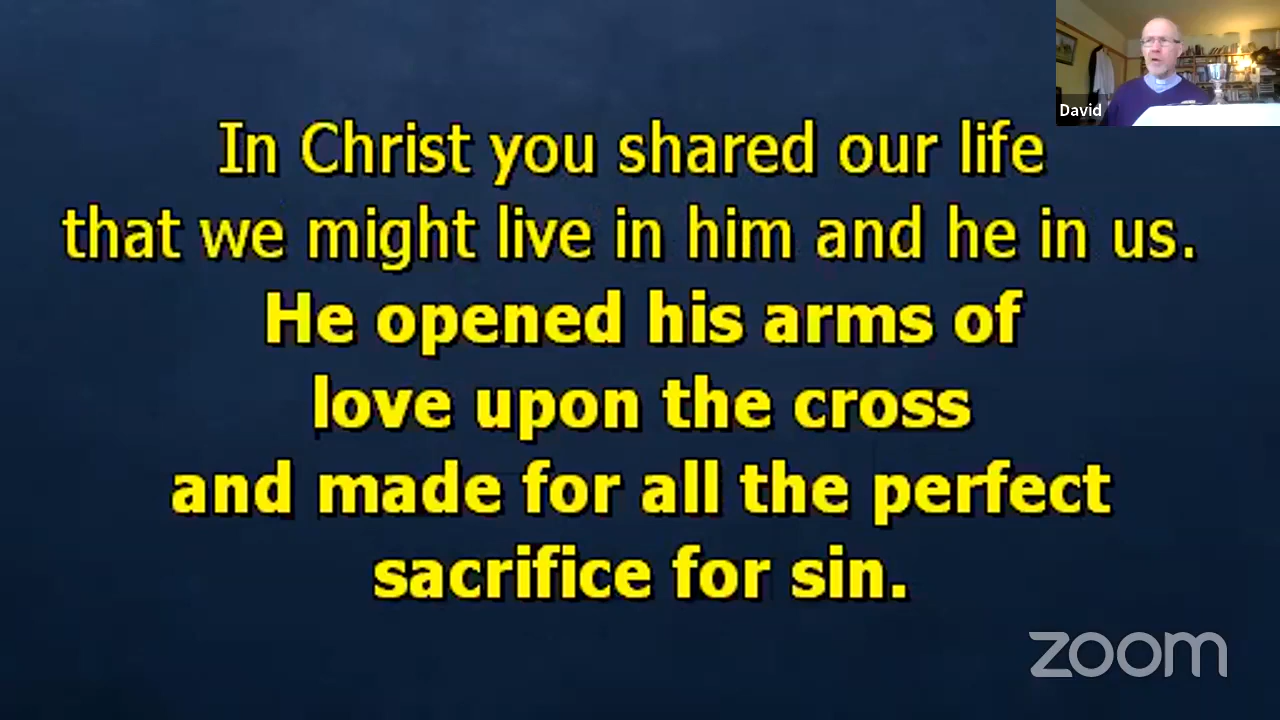 David
In Christ you shared our life
that we might live in him and he in us.
He opened his arms of
love upon the cross
and made for all the perfect
sacrifice for sin.
zoom